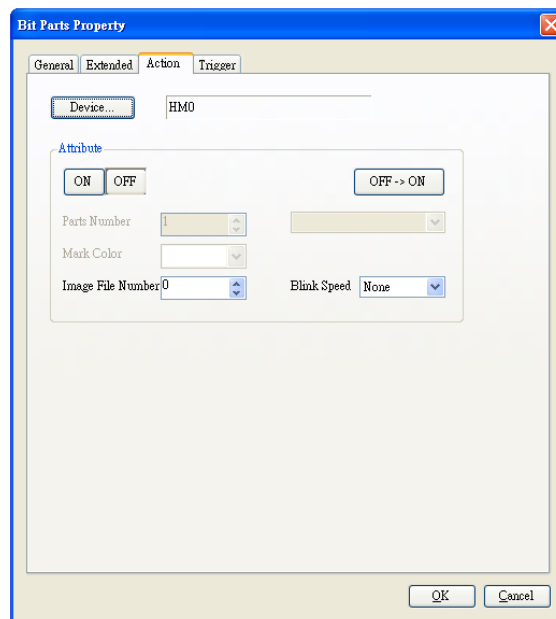 Bit Parts Property
General Extended Action Trigger
Device... HM0
Attribute
ON OFF OFF -> ON
Parts Number 1
Mark Color
Image File Number 0 Blink Speed None
OK Cancel